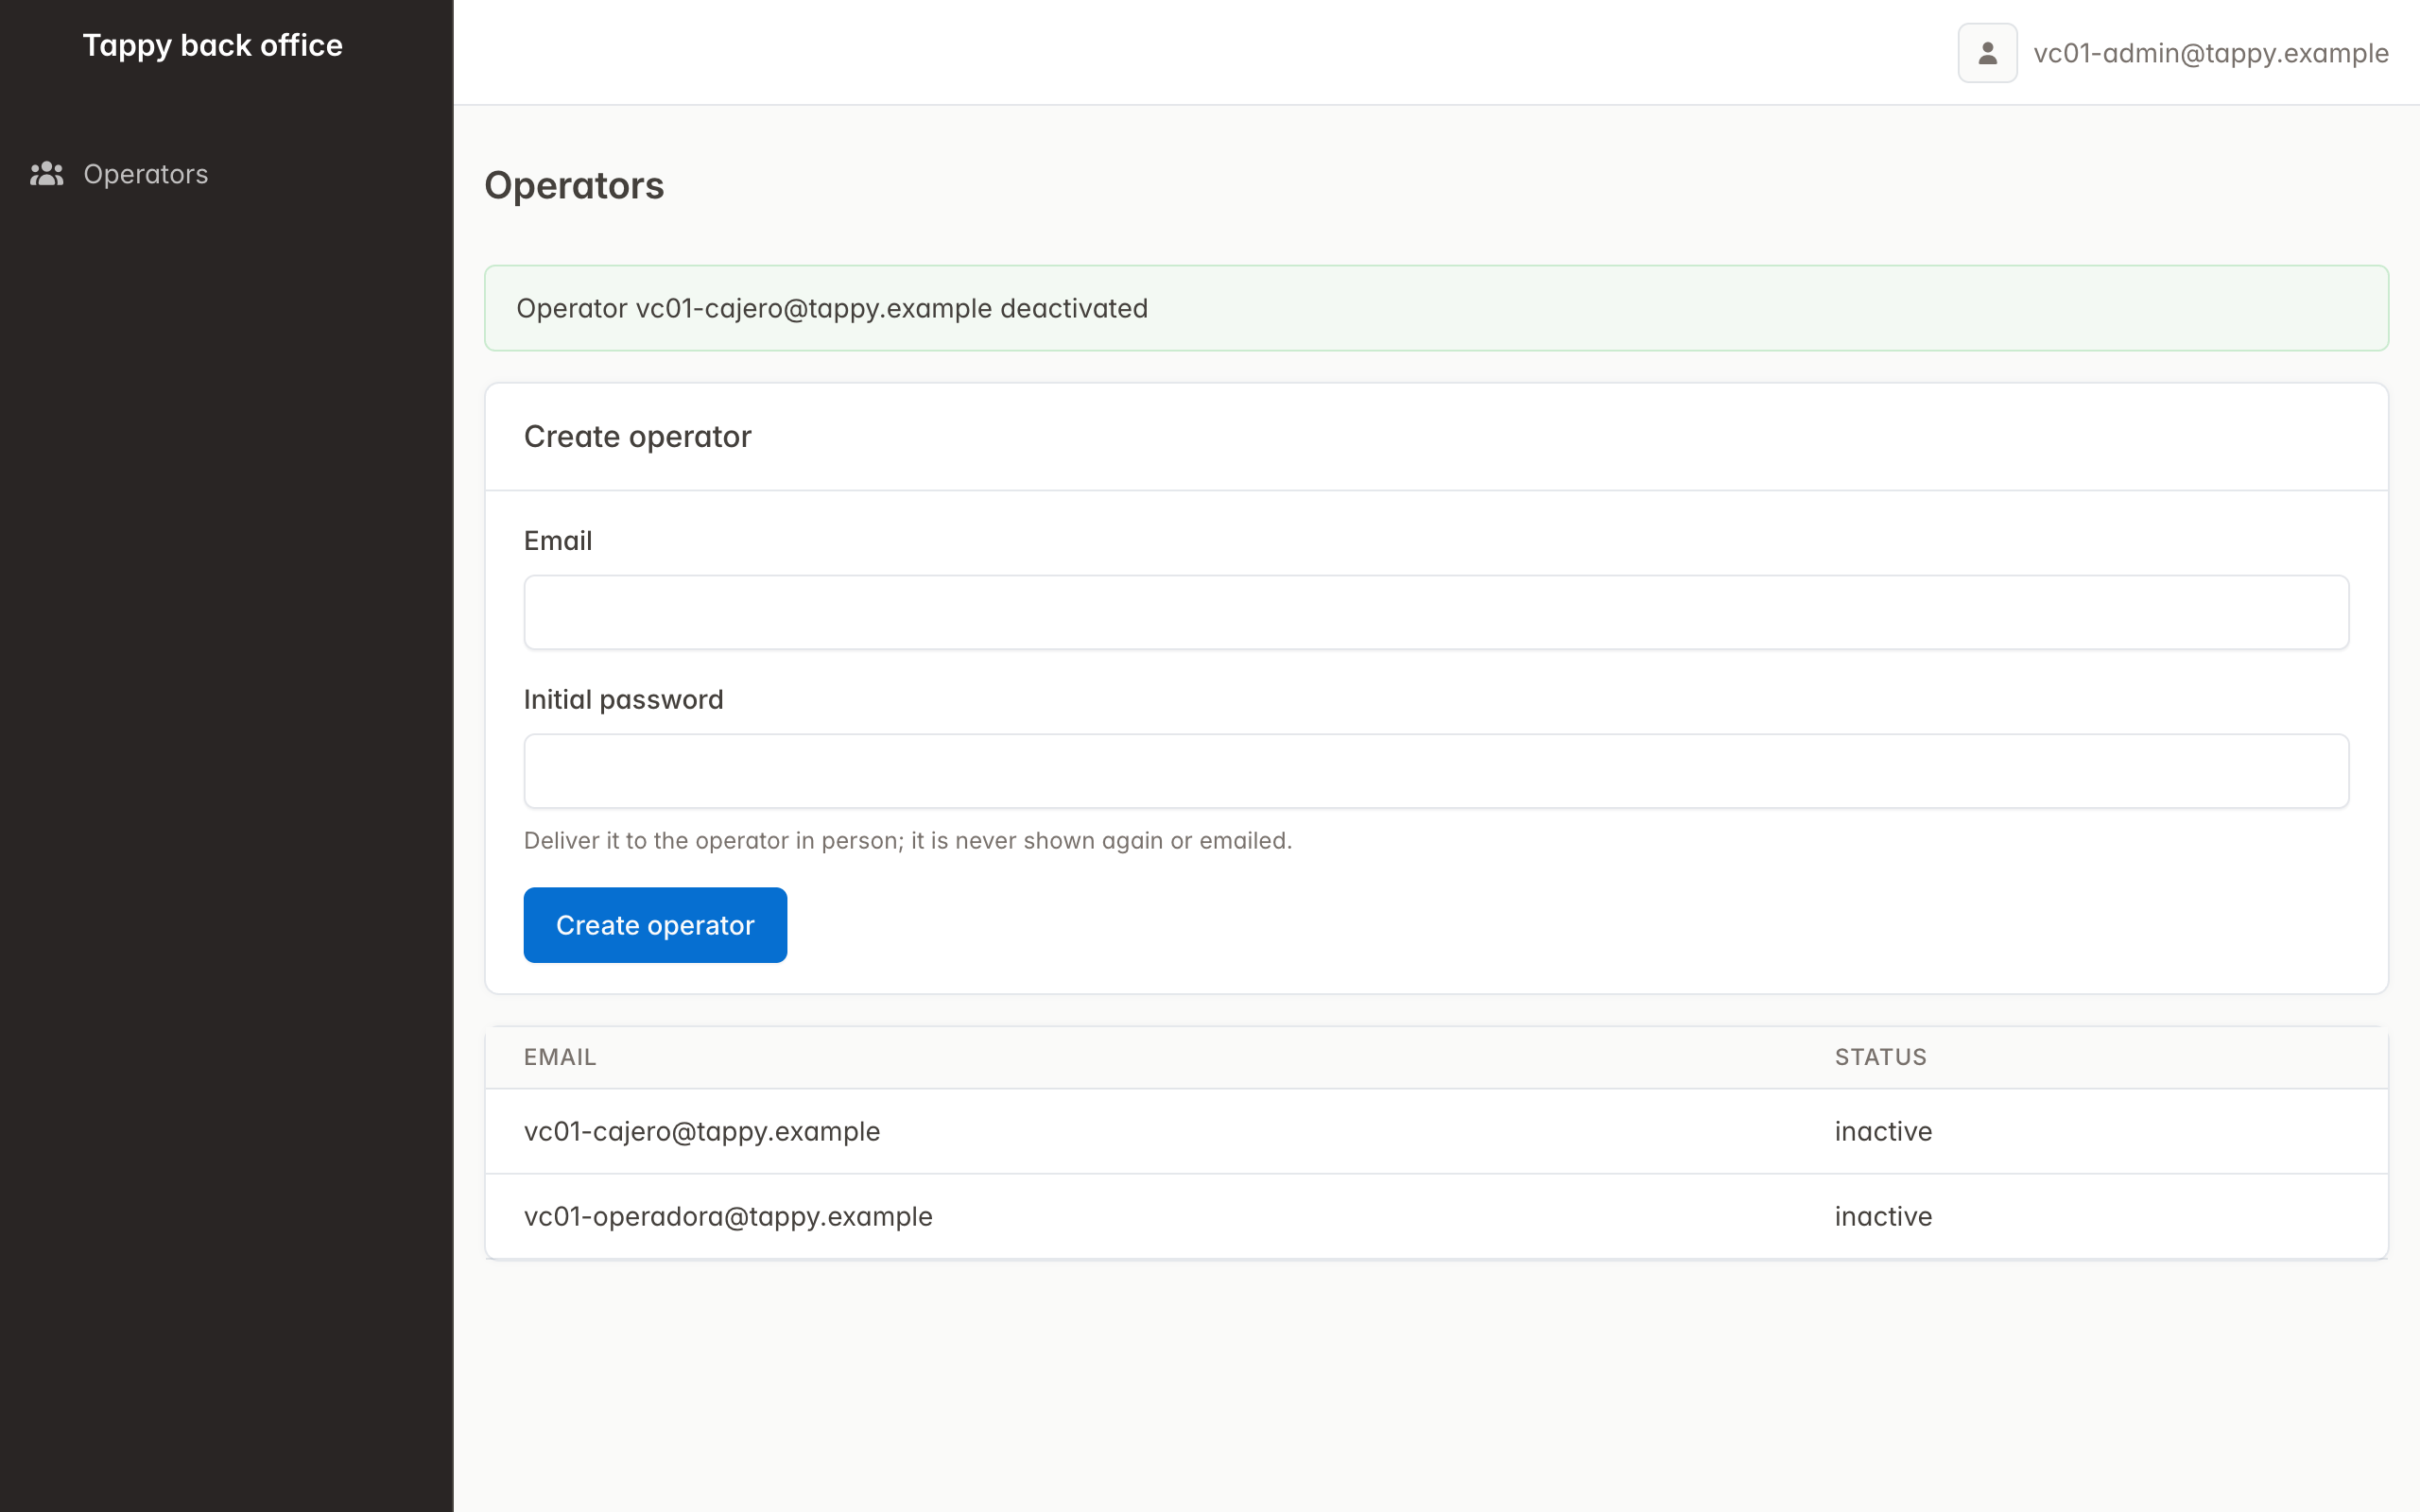 Tappy back office
vc01-admin@tappy.example
Operators
Operators
Operator vc01-cajero@tappy.example deactivated
Create operator
Email
Initial password
Deliver it to the operator in person; it is never shown again or emailed.
Create operator
EMAIL STATUS
vc01-cajero@tappy.example inactive
vc01-operadora@tappy.example inactive